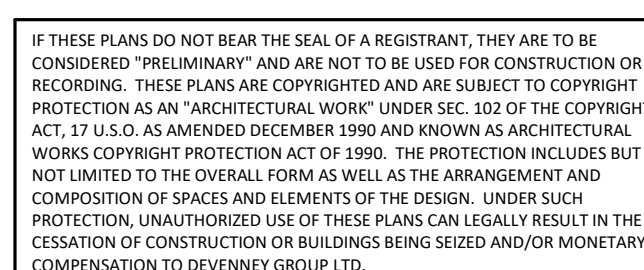 IF THESE PLANS DO NOT BEAR THE SEAL OF A REGISTRANT, THEY ARE TO BE
CONSIDERED "PRELIMINARY" AND ARE NOT TO BE USED FOR CONSTRUCTION OR
RECORDING. THESE PLANS ARE COPYRIGHTED AND ARE SUBJECT TO COPYRIGHT
PROTECTION AS AN "ARCHITECTURAL WORK" UNDER SEC. 102 OF THE COPYRIGHT
ACT, 17 U.S.O. AS AMENDED DECEMBER 1990 AND KNOWN AS ARCHITECTURAL
WORKS COPYRIGHT PROTECTION ACT OF 1990. THE PROTECTION INCLUDES BUT
NOT LIMITED TO THE OVERALL FORM AS WELL AS THE ARRANGEMENT AND
COMPOSITION OF SPACES AND ELEMENTS OF THE DESIGN. UNDER SUCH
PROTECTION, UNAUTHORIZED USE OF THESE PLANS CAN LEGALLY RESULT IN THE
CESSATION OF CONSTRUCTION OR BUILDINGS BEING SEIZED AND/OR MONETARY
COMPENSATION TO DEVENNEY GROUP LTD.